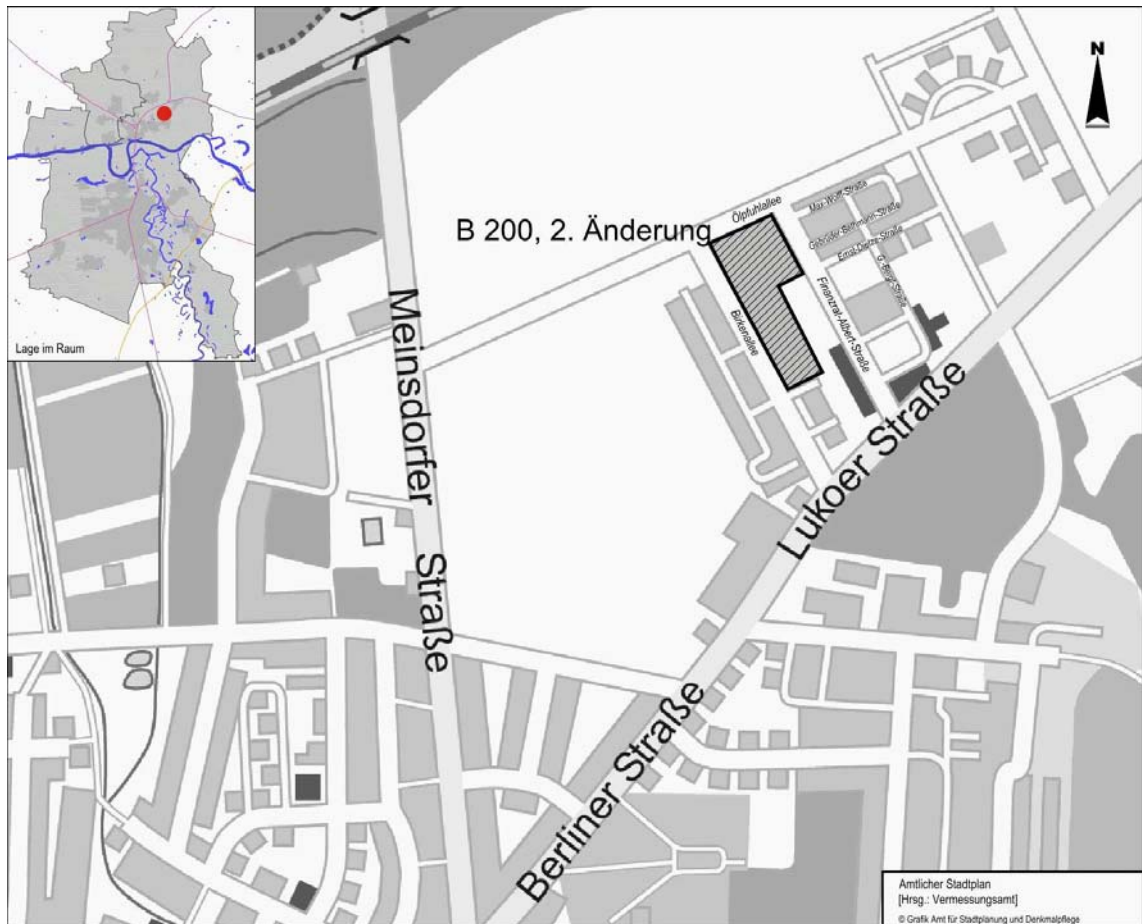 Lage im Raum
N
B 200, 2. Änderung
Ölpfuhlallee
Max-Wolf-Straße
Gebrüder-Bethmann-Straße
Ernst-Dietze-Straße
Finanzrat-Albert-Straße
Birkenallee
Meinsdorfer Straße
Lukoer Straße
Berliner Straße
Amtlicher Stadtplan
[Hrsg.: Vermessungsamt]
© Grafik Amt für Stadtplanung und Denkmalpflege